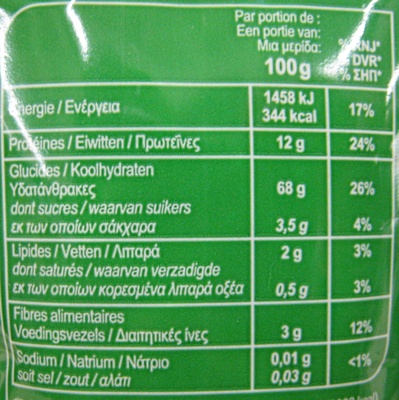 Par portion de :
Een portie van:
Μια μερίδα:
100g
RNJ*
DVR*
% ΣΗΠ*
Energie / Ενέργεια 1458 kJ 17%
344 kcal
Protéines / Eiwitten / Πρωτεΐνες 12 g 24%
Glucides / Koolhydraten
Υδατάνθρακες 68 g 26%
dont sucres / waarvan suikers
εκ των οποίων σάκχαρα 3,5 g 4%
Lipides / Vetten / Λιπαρά 2 g 3%
dont saturés / waarvan verzadigde
εκ των οποίων κορεσμένα λιπαρά οξέα 0,5 g 3%
Fibres alimentaires
Voedingsvezels / Διαιτητικές ίνες 3 g 12%
Sodium / Natrium / Νάτριο 0,01 g <1%
soit sel / zout / αλάτι 0,03 g